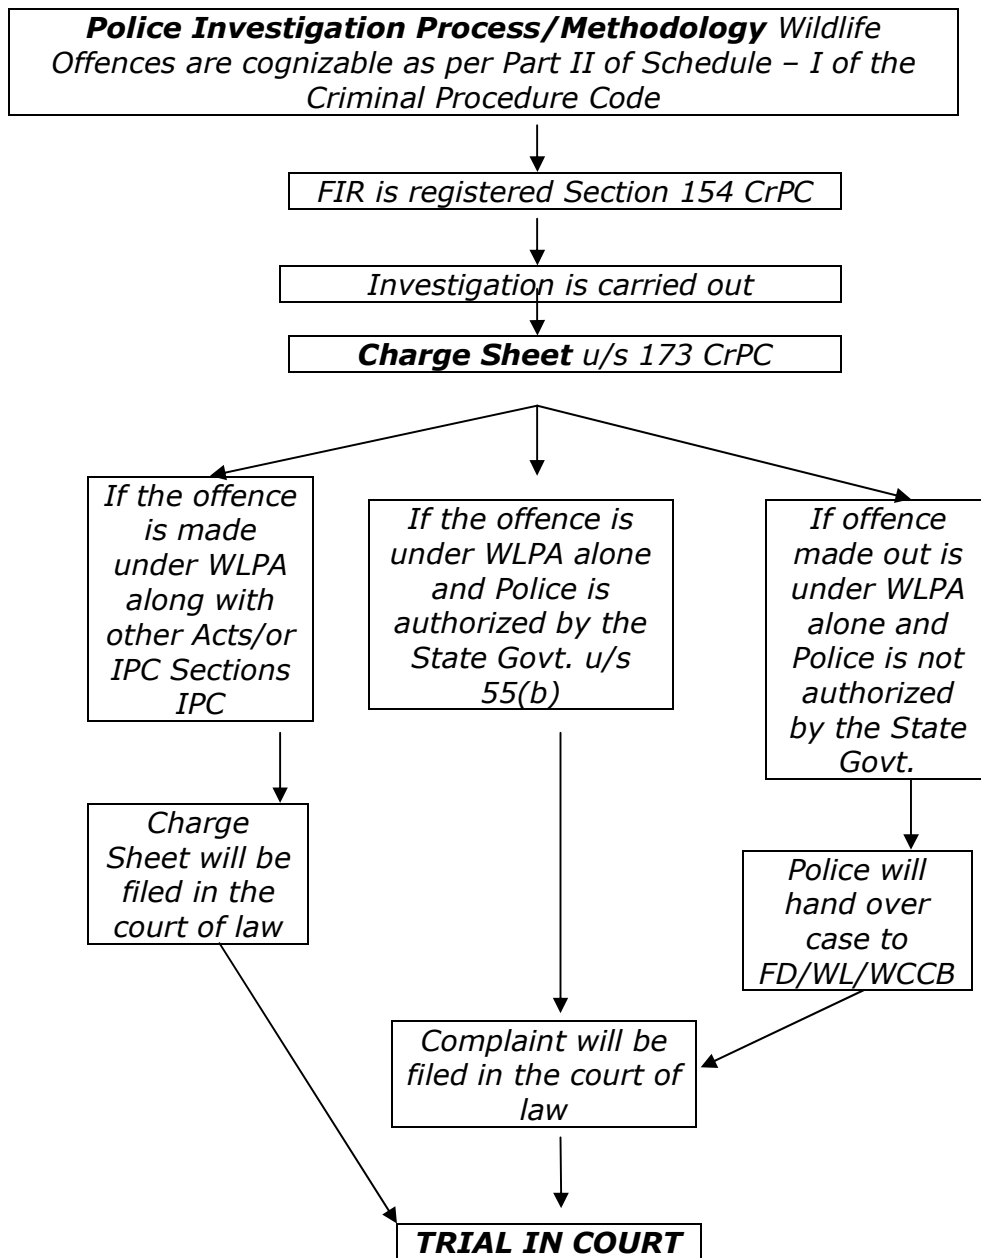 Police Investigation Process/Methodology Wildlife
Offences are cognizable as per Part II of Schedule – I of the
Criminal Procedure Code
FIR is registered Section 154 CrPC
Investigation is carried out
Charge Sheet u/s 173 CrPC
If the offence
is made
under WLPA
along with
other Acts/or
IPC Sections
IPC
If the offence is
under WLPA alone
and Police is
authorized by the
State Govt. u/s
55(b)
If offence
made out is
under WLPA
alone and
Police is not
authorized
by the State
Govt.
Charge
Sheet will be
filed in the
court of law
Police will
hand over
case to
FD/WL/WCCB
Complaint will be
filed in the court of
law
TRIAL IN COURT